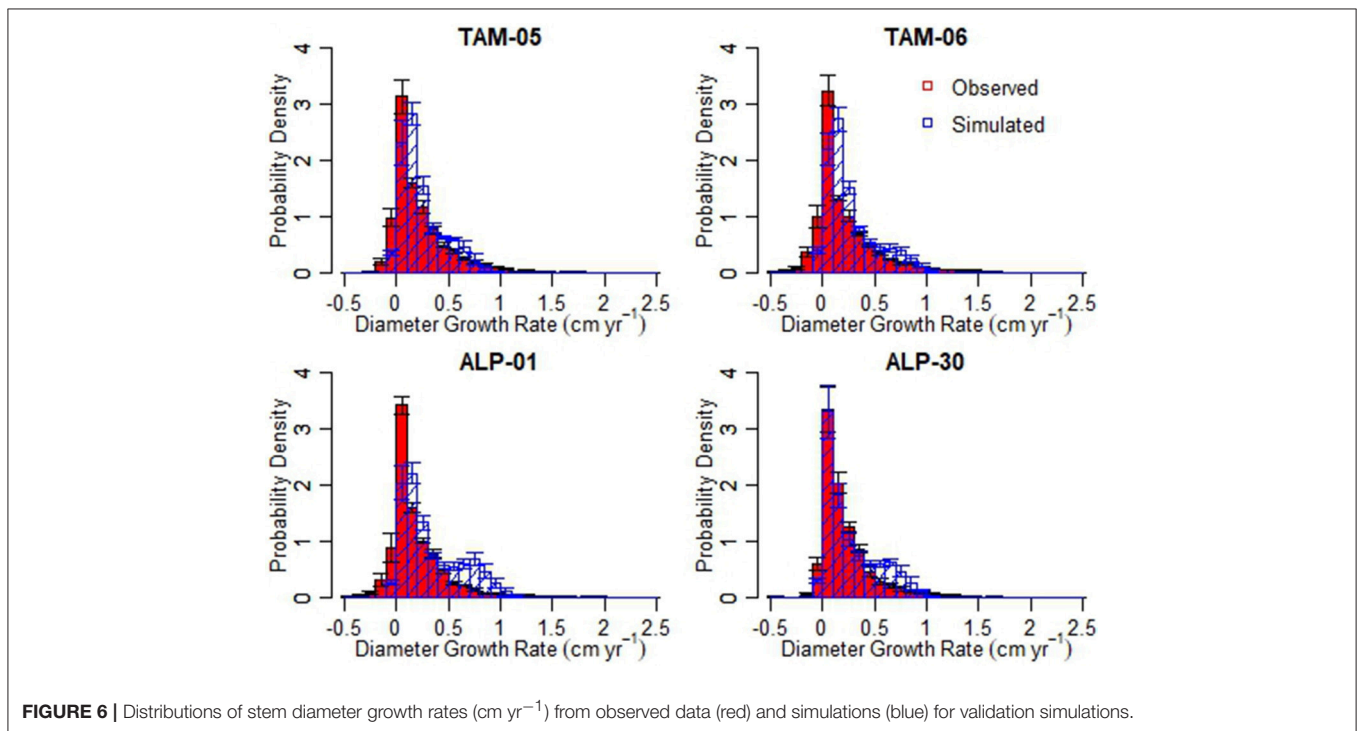 TAM-05
Probability Density
0 1 2 3 4
-0.5 0 0.5 1 1.5 2 2.5
Diameter Growth Rate (cm yr⁻¹)
TAM-06
Observed
Simulated
Probability Density
0 1 2 3 4
-0.5 0 0.5 1 1.5 2 2.5
Diameter Growth Rate (cm yr⁻¹)
ALP-01
Probability Density
0 1 2 3 4
-0.5 0 0.5 1 1.5 2 2.5
Diameter Growth Rate (cm yr⁻¹)
ALP-30
Probability Density
0 1 2 3 4
-0.5 0 0.5 1 1.5 2 2.5
Diameter Growth Rate (cm yr⁻¹)
FIGURE 6 | Distributions of stem diameter growth rates (cm yr⁻¹) from observed data (red) and simulations (blue) for validation simulations.